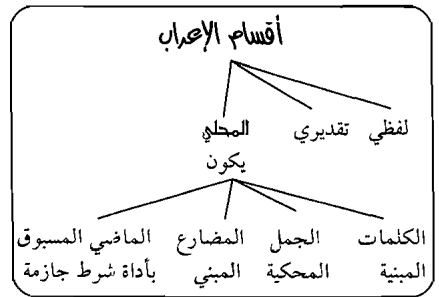 أقسام الإعراب
لفظي تقديري المحلي
يكون
الكلمات الجمل المضارع الماضي المسبوق
المبنية المحكية المبني بأداة شرط جازمة